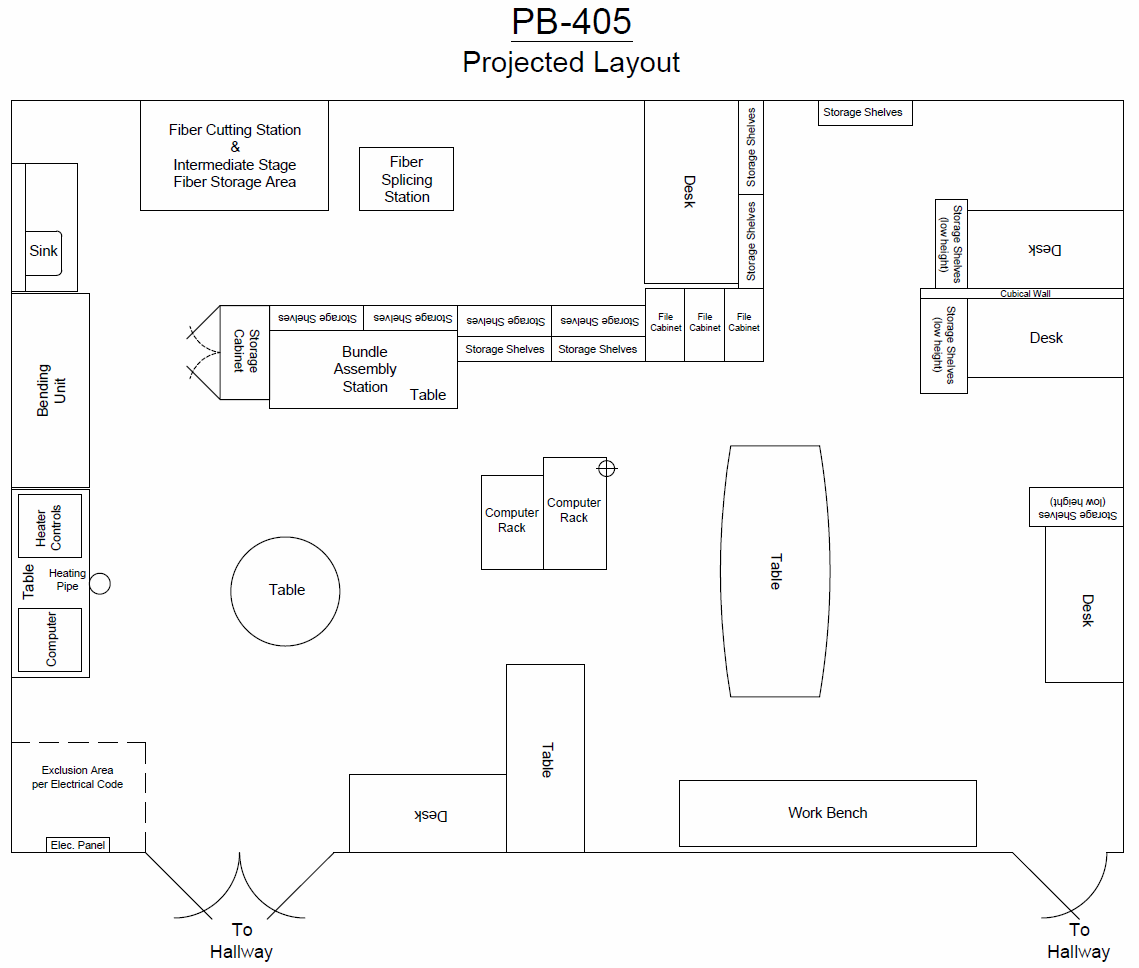 PB-405
Projected Layout
Fiber Cutting Station
&
Intermediate Stage
Fiber Storage Area
Fiber
Splicing
Station
Desk
Storage Shelves
Storage Shelves
Storage Shelves
Sink
Storage Shelves
(low height)
Desk
Cubical Wall
Storage Shelves
(low height)
Desk
Bending
Unit
Storage
Cabinet
Storage Shelves
Storage Shelves
Storage Shelves
Storage Shelves
Storage Shelves
Storage Shelves
File
Cabinet
File
Cabinet
File
Cabinet
Bundle
Assembly
Station
Table
Heater
Controls
Table
Heating
Pipe
Computer
Computer
Rack
Computer
Rack
Table
Table
Storage Shelves
(low height)
Desk
Exclusion Area
per Electrical Code
Elec. Panel
Desk
Table
Work Bench
To
Hallway
To
Hallway